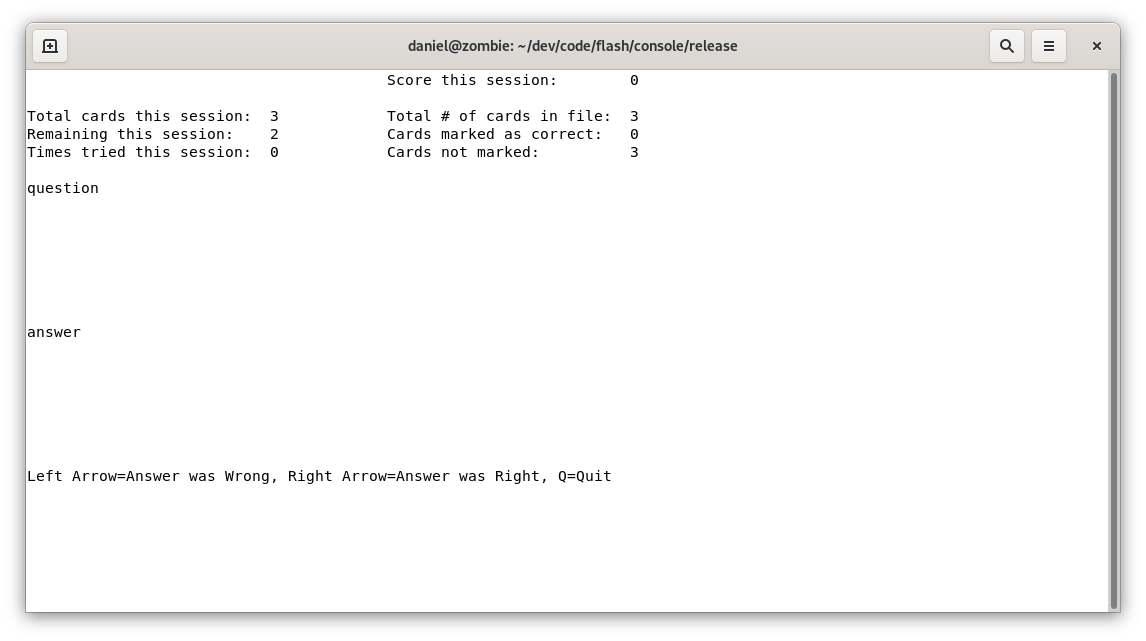 daniel@zombie: ~/dev/code/flash/console/release
Score this session: 0
Total cards this session: 3 Total # of cards in file: 3
Remaining this session: 2 Cards marked as correct: 0
Times tried this session: 0 Cards not marked: 3
question
answer
Left Arrow=Answer was Wrong, Right Arrow=Answer was Right, Q=Quit